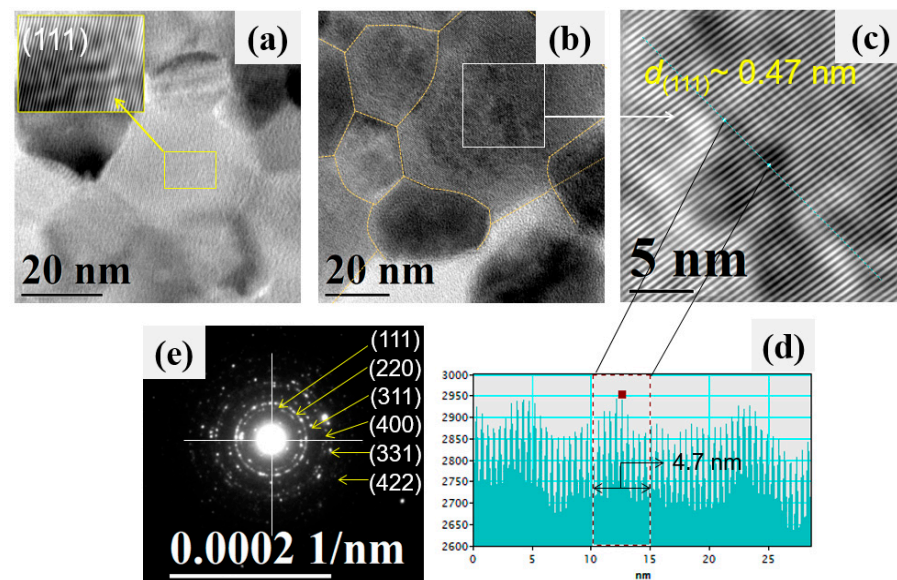 (a)
(111)
20 nm
(b)
20 nm
(c)
d(111)~ 0.47 nm
5 nm
(e)
(111)
(220)
(311)
(400)
(331)
(422)
0.0002 1/nm
(d)
3000
2950
2900
2850
2800
2750
2700
2650
2600
4.7 nm
0
5
10
15
20
25
nm